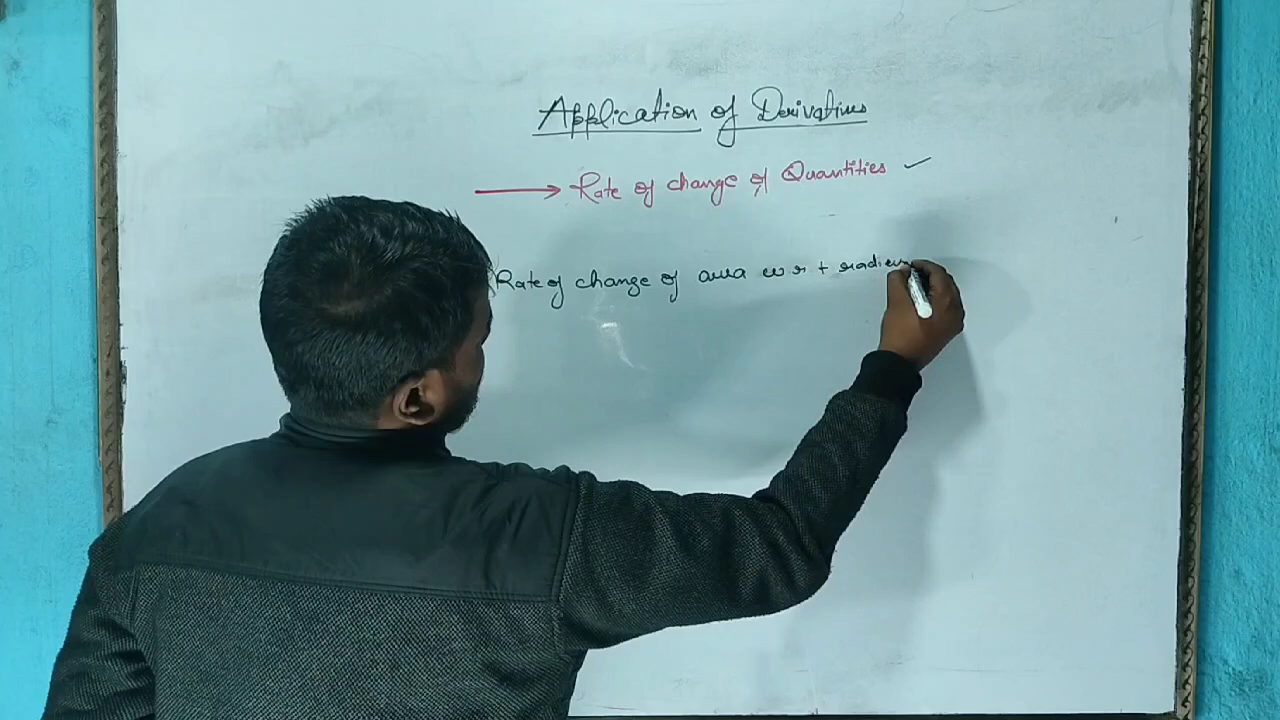 Application of Derivatives
→ Rate of change of Quantities ✓
Rate of change of area w r t radius